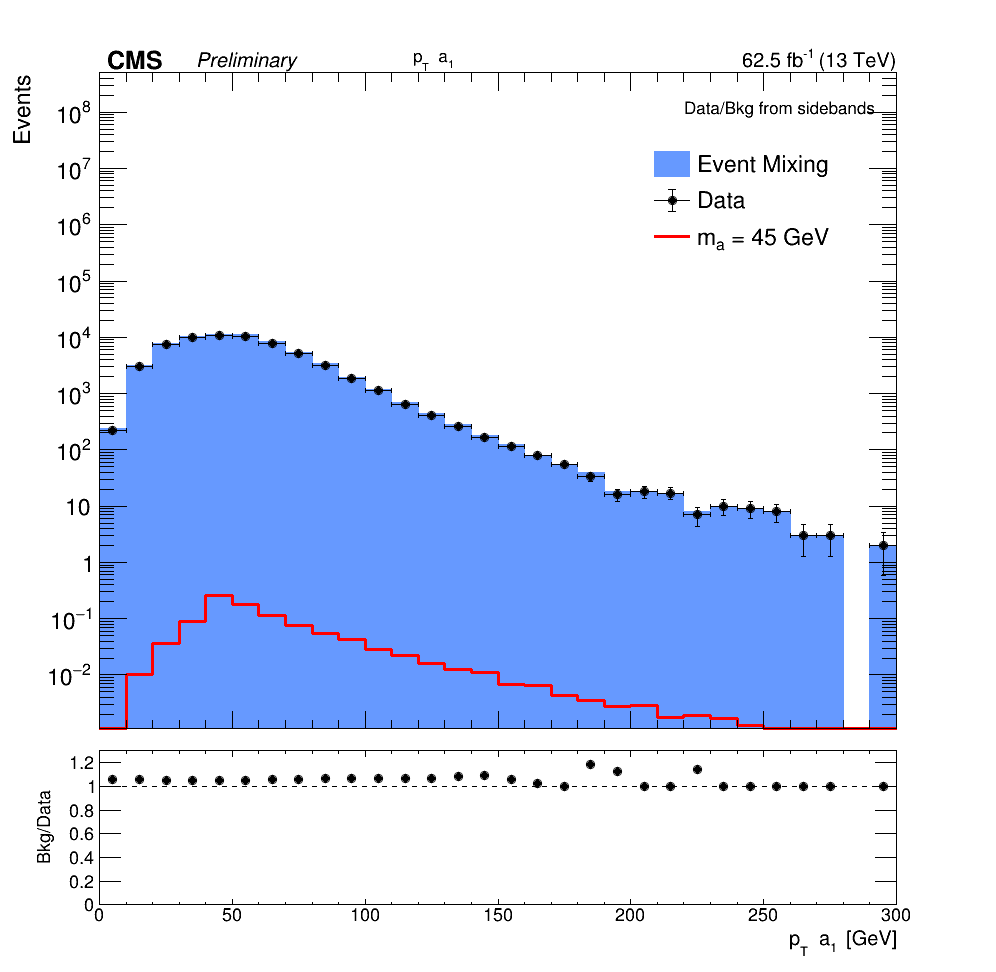 CMS Preliminary p_T a_1 62.5 fb^-1 (13 TeV)
Events
Data/Bkg from sidebands
Event Mixing
Data
m_a = 45 GeV
10^8
10^7
10^6
10^5
10^4
10^3
10^2
10
1
10^−1
10^−2
Bkg/Data
1.2
1
0.8
0.6
0.4
0.2
0
0 50 100 150 200 250 300
p_T a_1 [GeV]